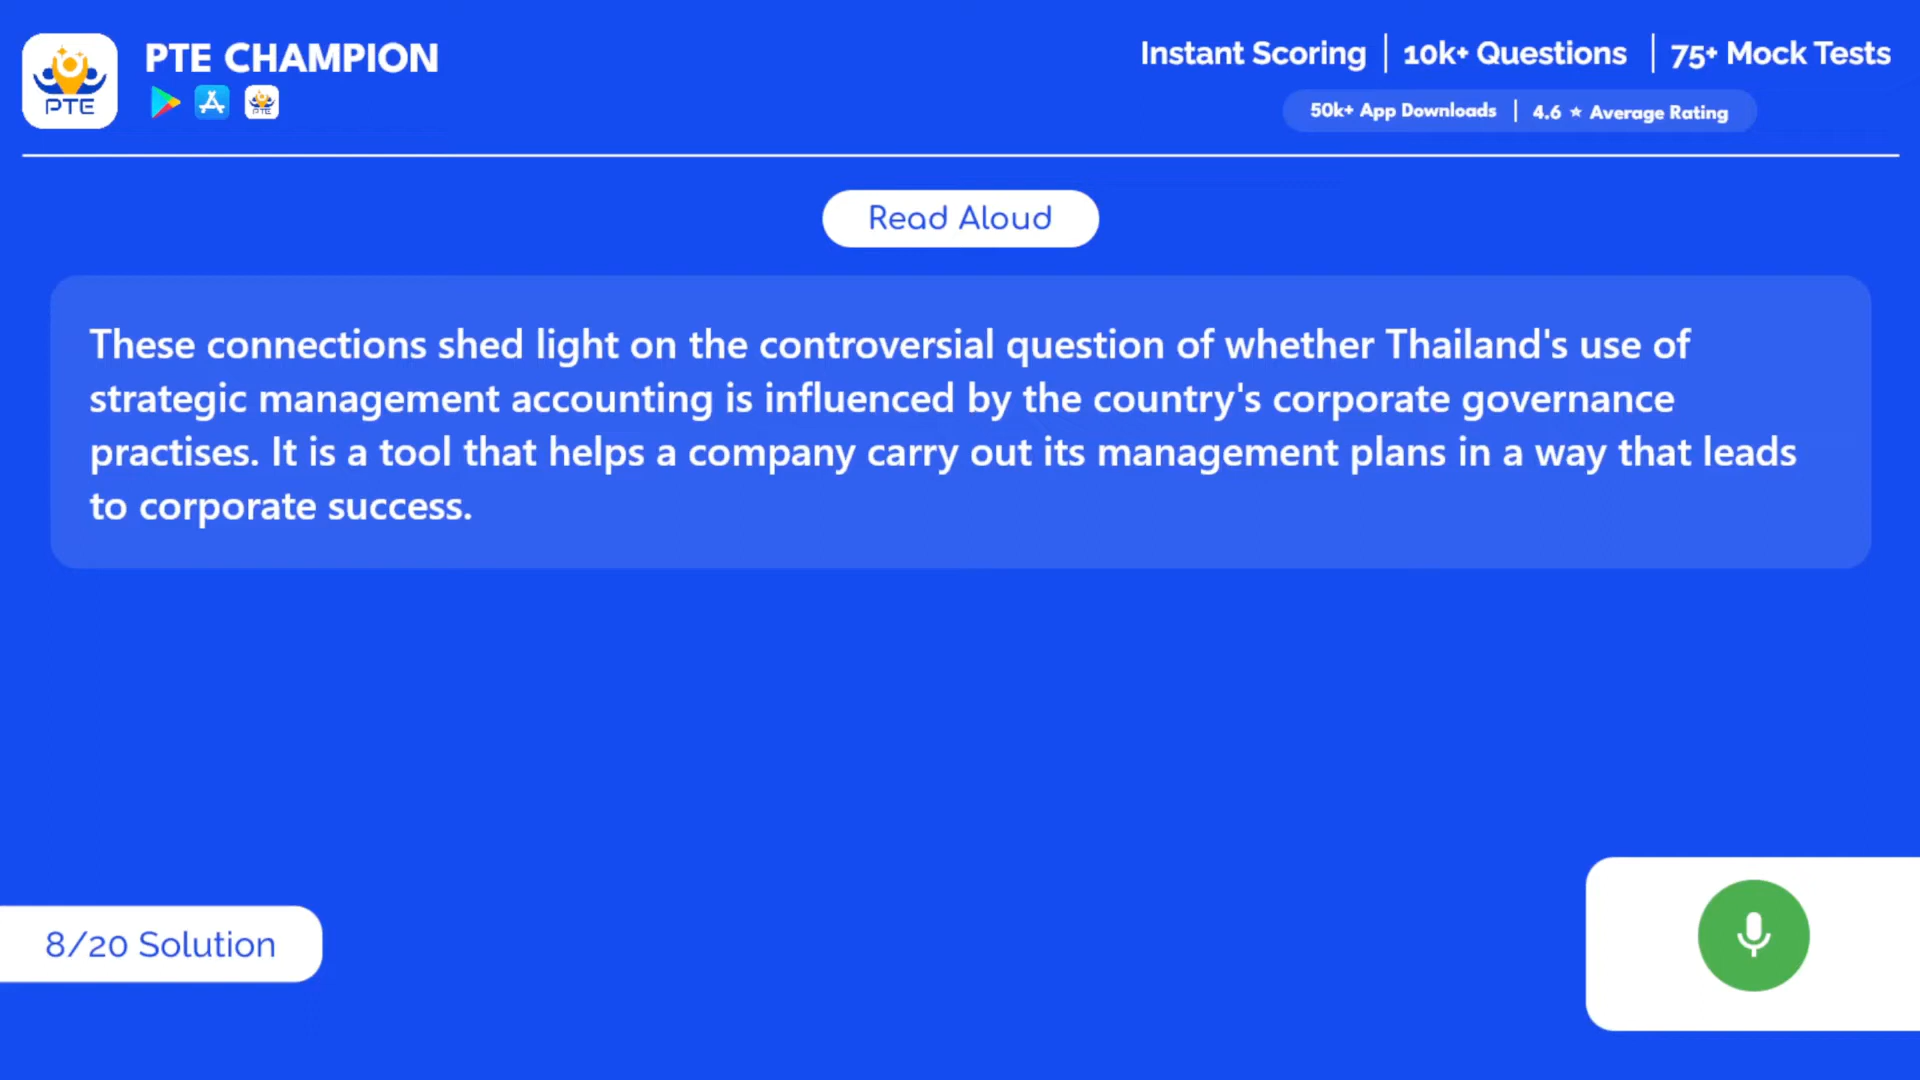 PTE CHAMPION
Instant Scoring | 10k+ Questions | 75+ Mock Tests
PTE
PTE
50k+ App Downloads | 4.6 ★ Average Rating
Read Aloud
These connections shed light on the controversial question of whether Thailand's use of
strategic management accounting is influenced by the country's corporate governance
practises. It is a tool that helps a company carry out its management plans in a way that leads
to corporate success.
8/20 Solution